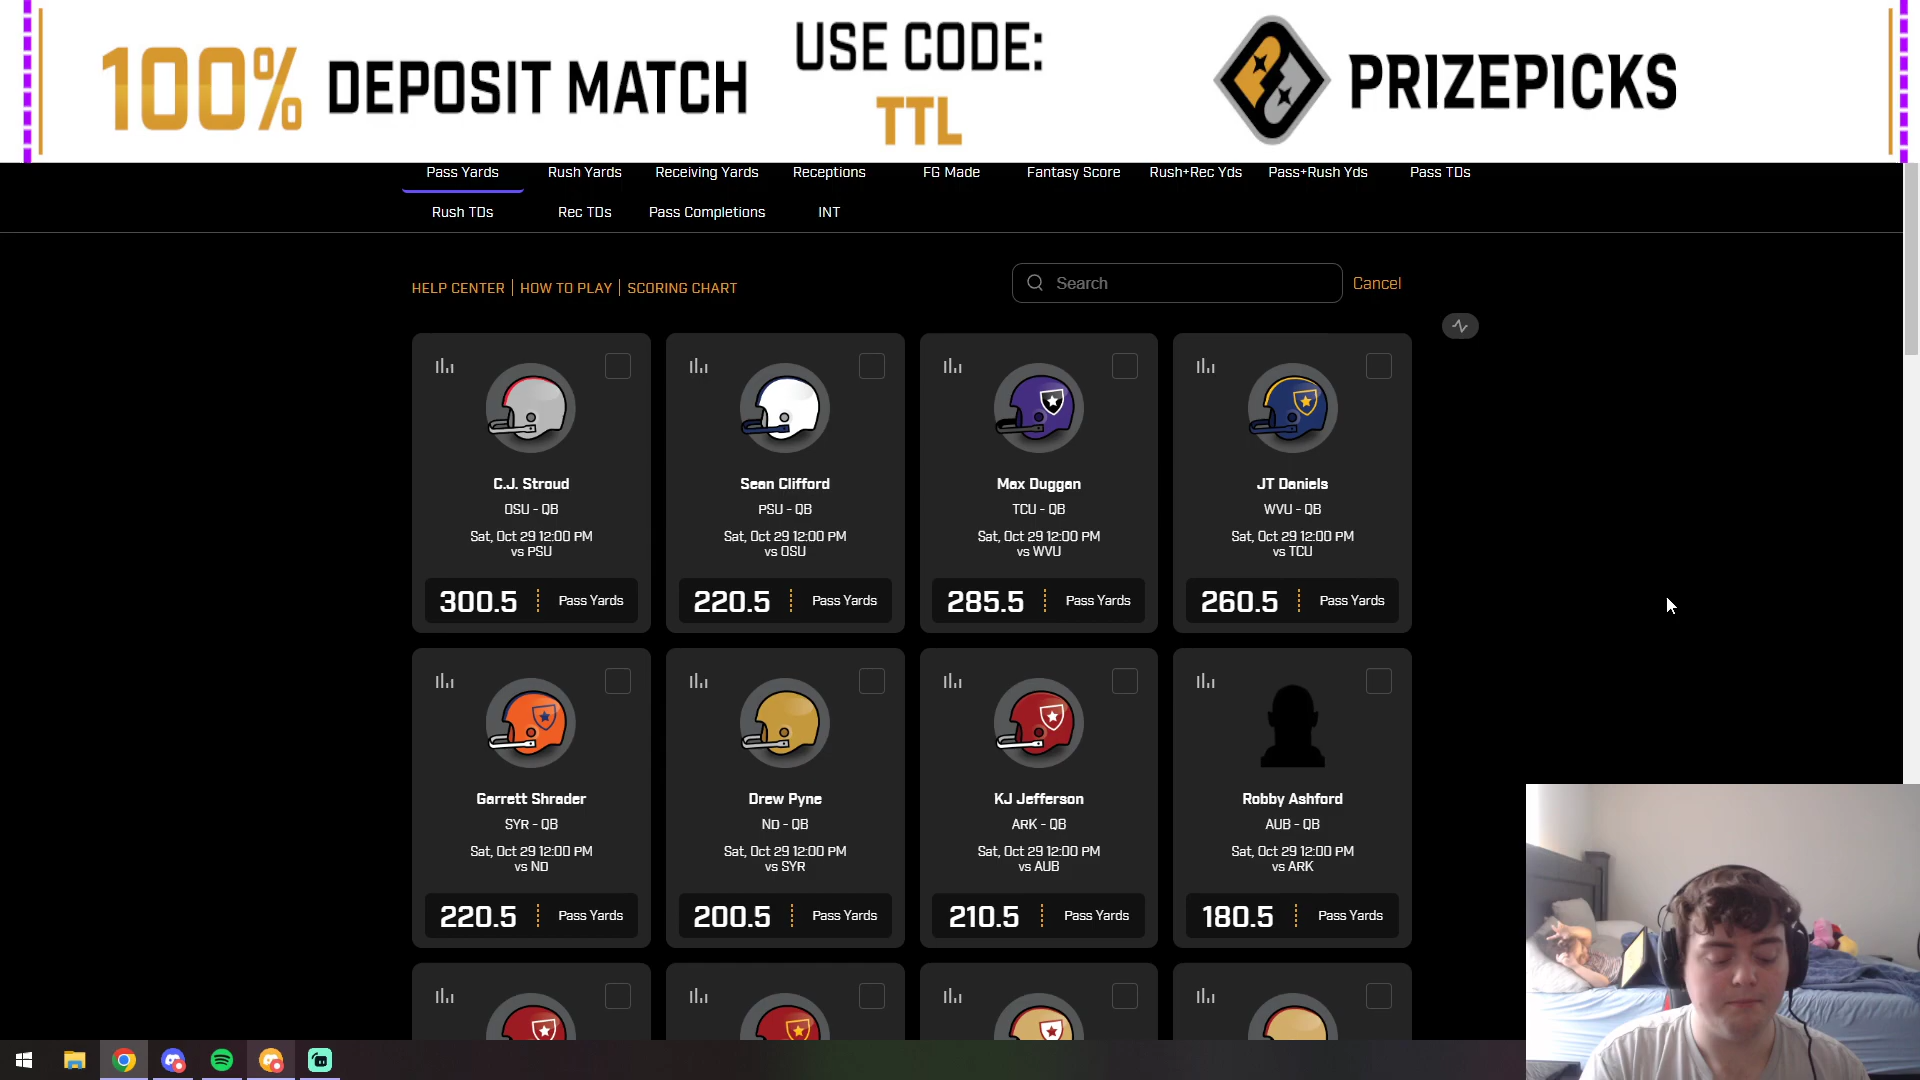 100% DEPOSIT MATCH
USE CODE:
TTL
PRIZEPICKS
Pass Yards Rush Yards Receiving Yards Receptions FG Made Fantasy Score Rush+Rec Yds Pass+Rush Yds Pass TDs
Rush TDs Rec TDs Pass Completions INT
HELP CENTER | HOW TO PLAY | SCORING CHART
Search Cancel
C.J. Stroud
OSU - QB
Sat, Oct 29 12:00 PM
vs PSU
300.5 Pass Yards
Sean Clifford
PSU - QB
Sat, Oct 29 12:00 PM
vs OSU
220.5 Pass Yards
Max Duggan
TCU - QB
Sat, Oct 29 12:00 PM
vs WVU
285.5 Pass Yards
JT Daniels
WVU - QB
Sat, Oct 29 12:00 PM
vs TCU
260.5 Pass Yards
Garrett Shrader
SYR - QB
Sat, Oct 29 12:00 PM
vs ND
220.5 Pass Yards
Drew Pyne
ND - QB
Sat, Oct 29 12:00 PM
vs SYR
200.5 Pass Yards
KJ Jefferson
ARK - QB
Sat, Oct 29 12:00 PM
vs AUB
210.5 Pass Yards
Robby Ashford
AUB - QB
Sat, Oct 29 12:00 PM
vs ARK
180.5 Pass Yards